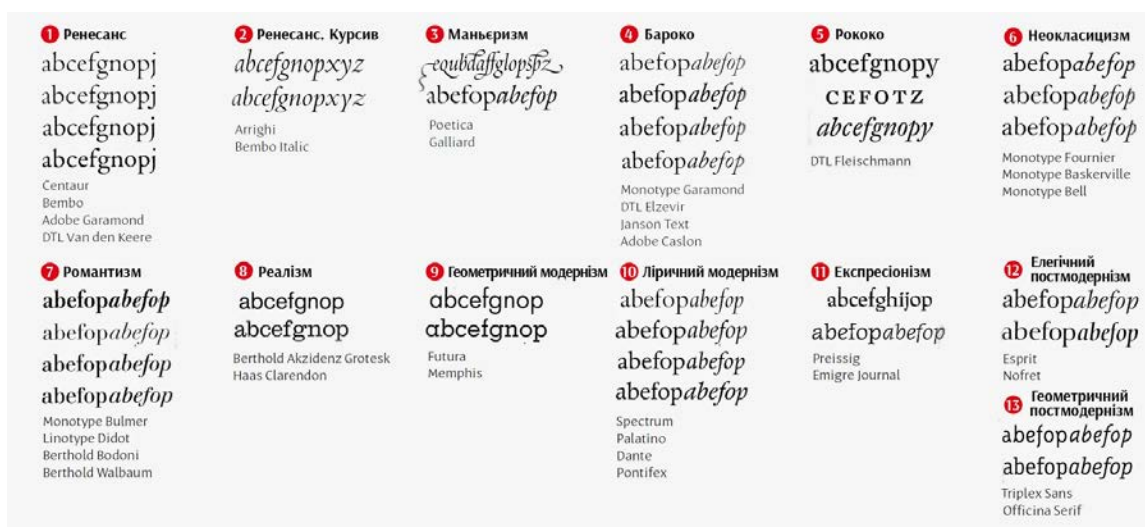 1 Ренесанс
abcefgnopj
abcefgnopj
abcefgnopj
abcefgnopj
Centaur
Bembo
Adobe Garamond
DTL Van den Keere
2 Ренесанс. Курсив
abcefgnopxyz
abcefgnopxyz
Arrighi
Bembo Italic
3 Маньєризм
abefopabefop
Poetica
Galliard
4 Бароко
abefopabefop
abefopabefop
abefopabefop
abefopabefop
Monotype Garamond
DTL Elzevir
Janson Text
Adobe Caslon
5 Рококо
abcefgnopy
CEFOTZ
abcefgnopy
DTL Fleischmann
6 Неокласицизм
abefopabefop
abefopabefop
abefopabefop
Monotype Fournier
Monotype Baskerville
Monotype Bell
7 Романтизм
abefopabefop
abefopabefop
abefopabefop
abefopabefop
Monotype Bulmer
Linotype Didot
Berthold Bodoni
Berthold Walbaum
8 Реалізм
abcefgnop
abcefgnop
Berthold Akzidenz Grotesk
Haas Clarendon
9 Геометричний модернізм
abcefgnop
abcefgnop
Futura
Memphis
10 Ліричний модернізм
abefopabefop
abefopabefop
abefopabefop
abefopabefop
Spectrum
Palatino
Dante
Pontifex
11 Експресіонізм
abcefghijop
abefopabefop
Preissig
Emigre Journal
12 Елегічний
постмодернізм
abefopabefop
abefopabefop
Esprit
Nofret
13 Геометричний
постмодернізм
abefopabefop
abefopabefop
Triplex Sans
Officina Serif